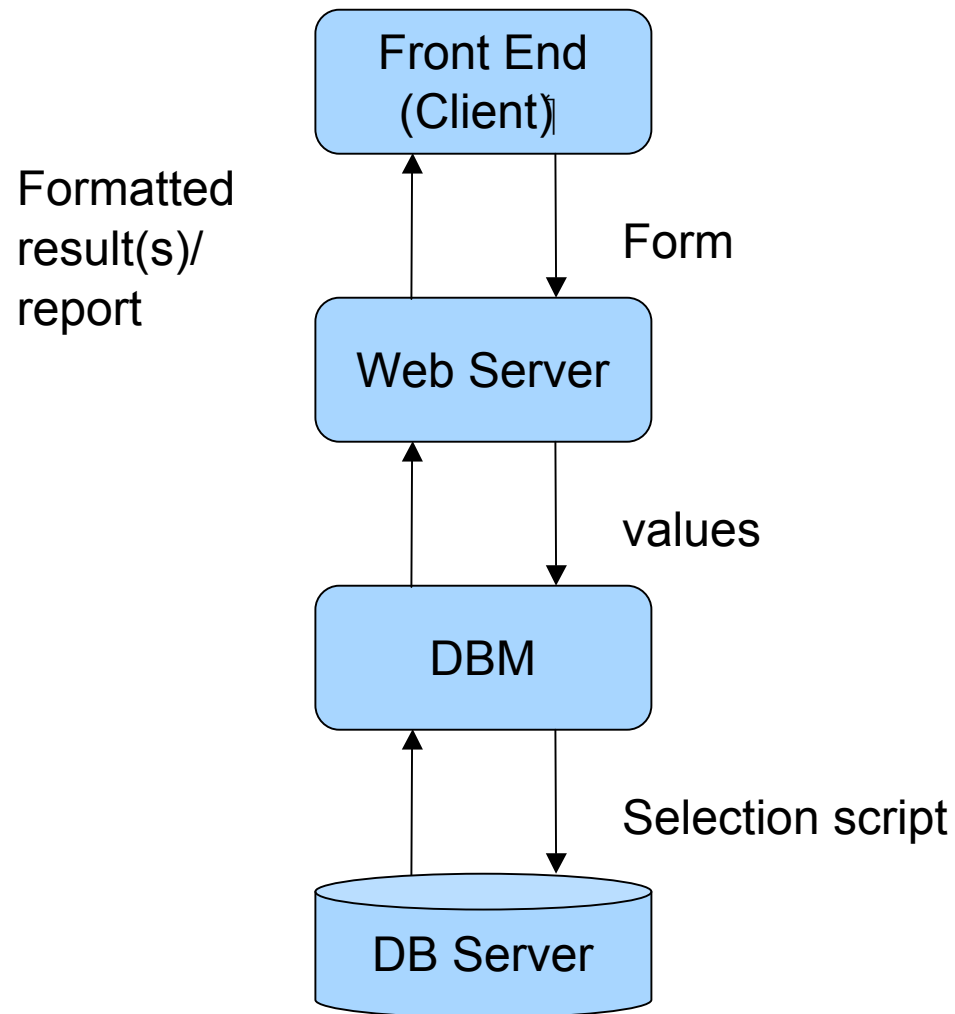 Front End
(Client)
Formatted
result(s)/
report
Form
Web Server
values
DBM
Selection script
DB Server